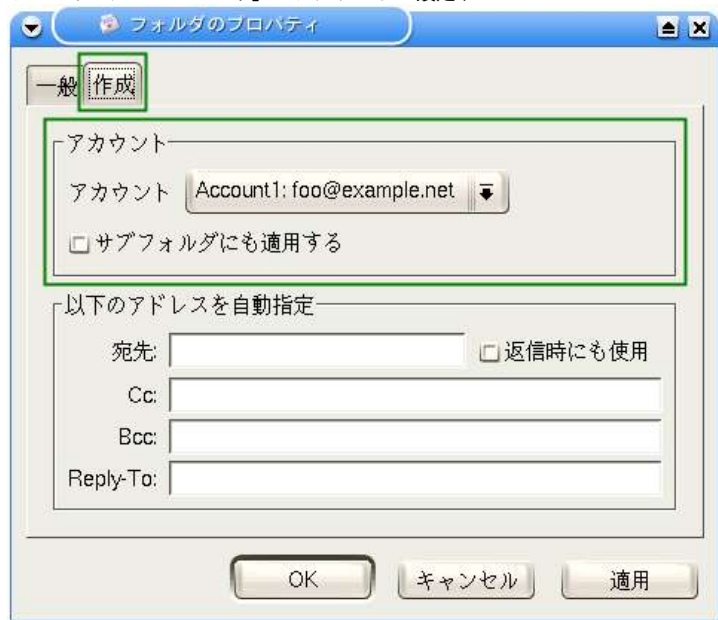 フォルダのプロパティ
一般 作成
アカウント
アカウント Account1: foo@example.net
サブフォルダにも適用する
以下のアドレスを自動指定
宛先: 返信時にも使用
Cc:
Bcc:
Reply-To:
OK キャンセル 適用